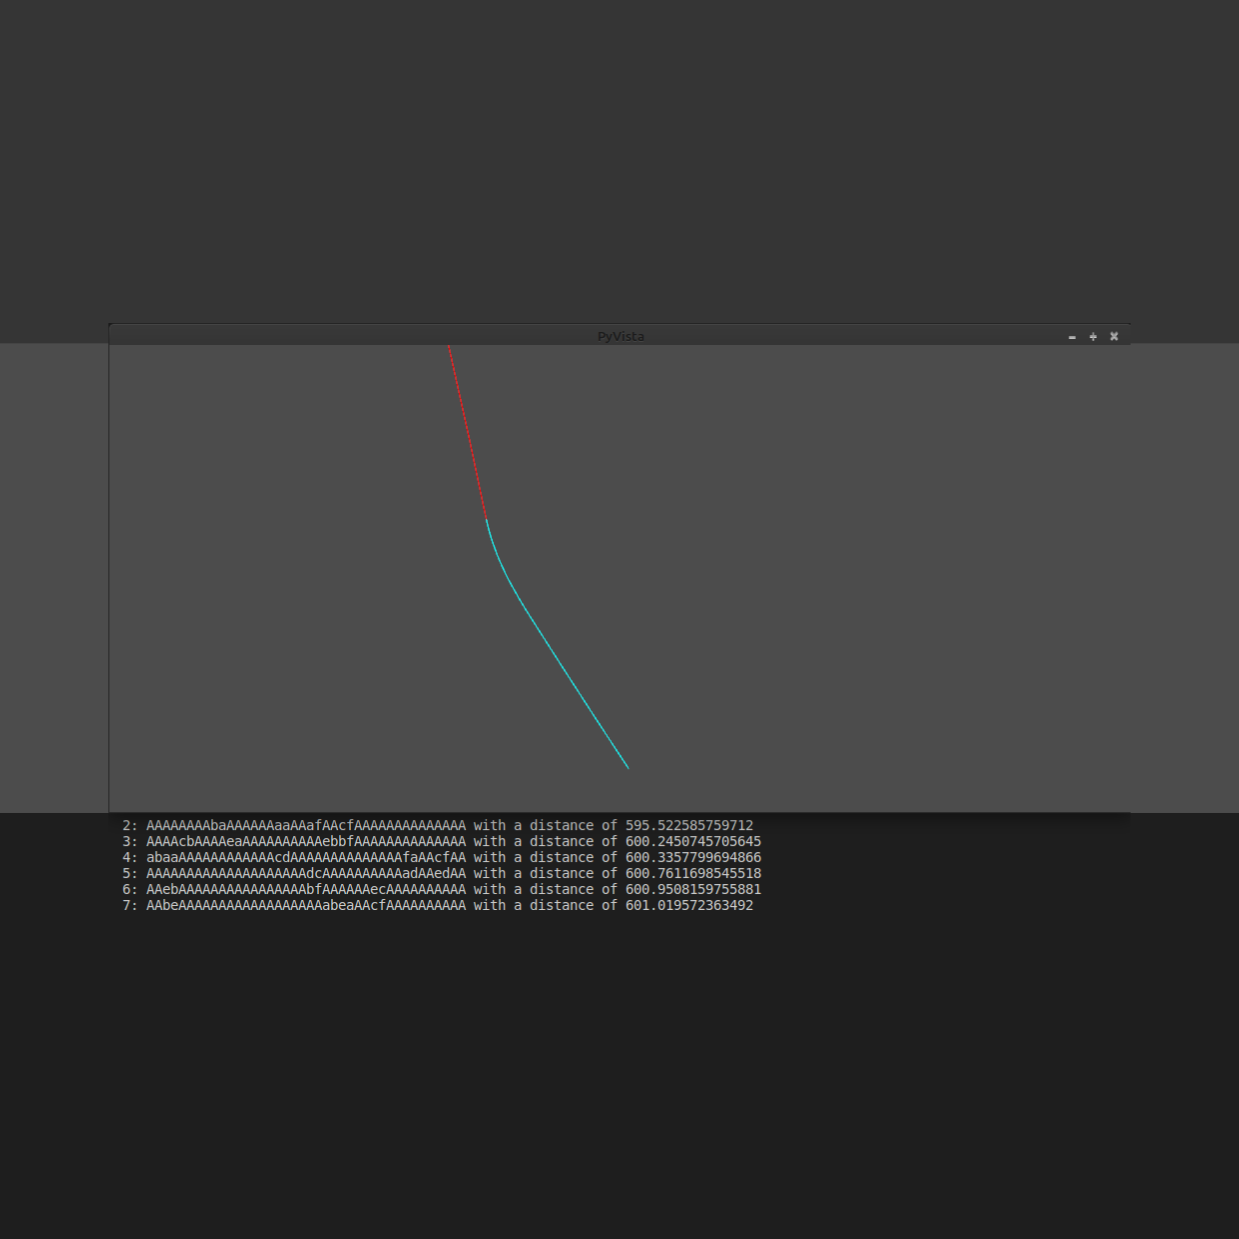 PyVista
2: AAAAAAAAbaAAAAAAaaAAafAAcfAAAAAAAAAAAAAA with a distance of 595.522585759712
3: AAAAcbAAAAeaAAAAAAAAAAebbfAAAAAAAAAAAAAA with a distance of 600.2450745705645
4: abaaAAAAAAAAAAAAcdAAAAAAAAAAAAAAfaAAcfAA with a distance of 600.3357799694866
5: AAAAAAAAAAAAAAAAAAAAdcAAAAAAAAAAadAAedAA with a distance of 600.7611698545518
6: AAebAAAAAAAAAAAAAAAAbfAAAAAAecAAAAAAAAAA with a distance of 600.9508159755881
7: AAbeAAAAAAAAAAAAAAAAAAabeaAAcfAAAAAAAAAA with a distance of 601.019572363492